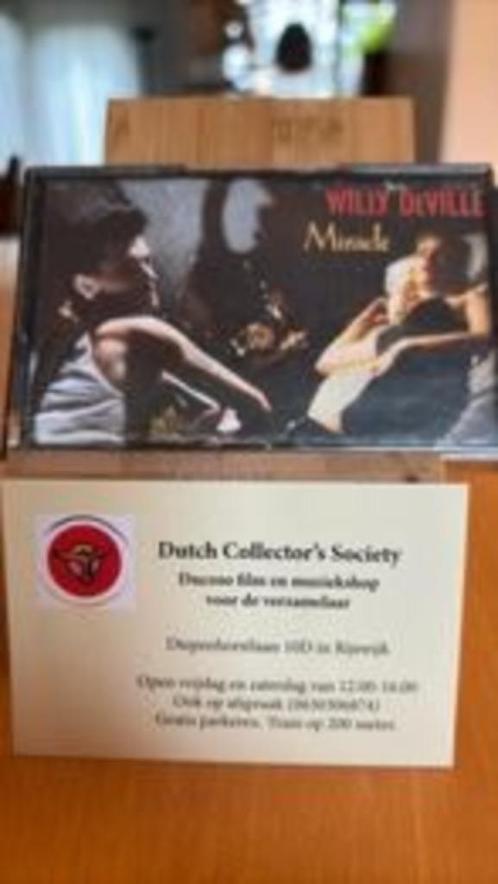 WILLY DEVILLE
Miracle
Dutch Collector's Society
Ducoso film en muziekshop
voor de verzamelaar
Diepenhorstlaan 10D in Rijswijk
Open vrijdag en zaterdag van 12.00-16.00
Ook op afspraak
Gratis parkeren. Tram op 200 meter.